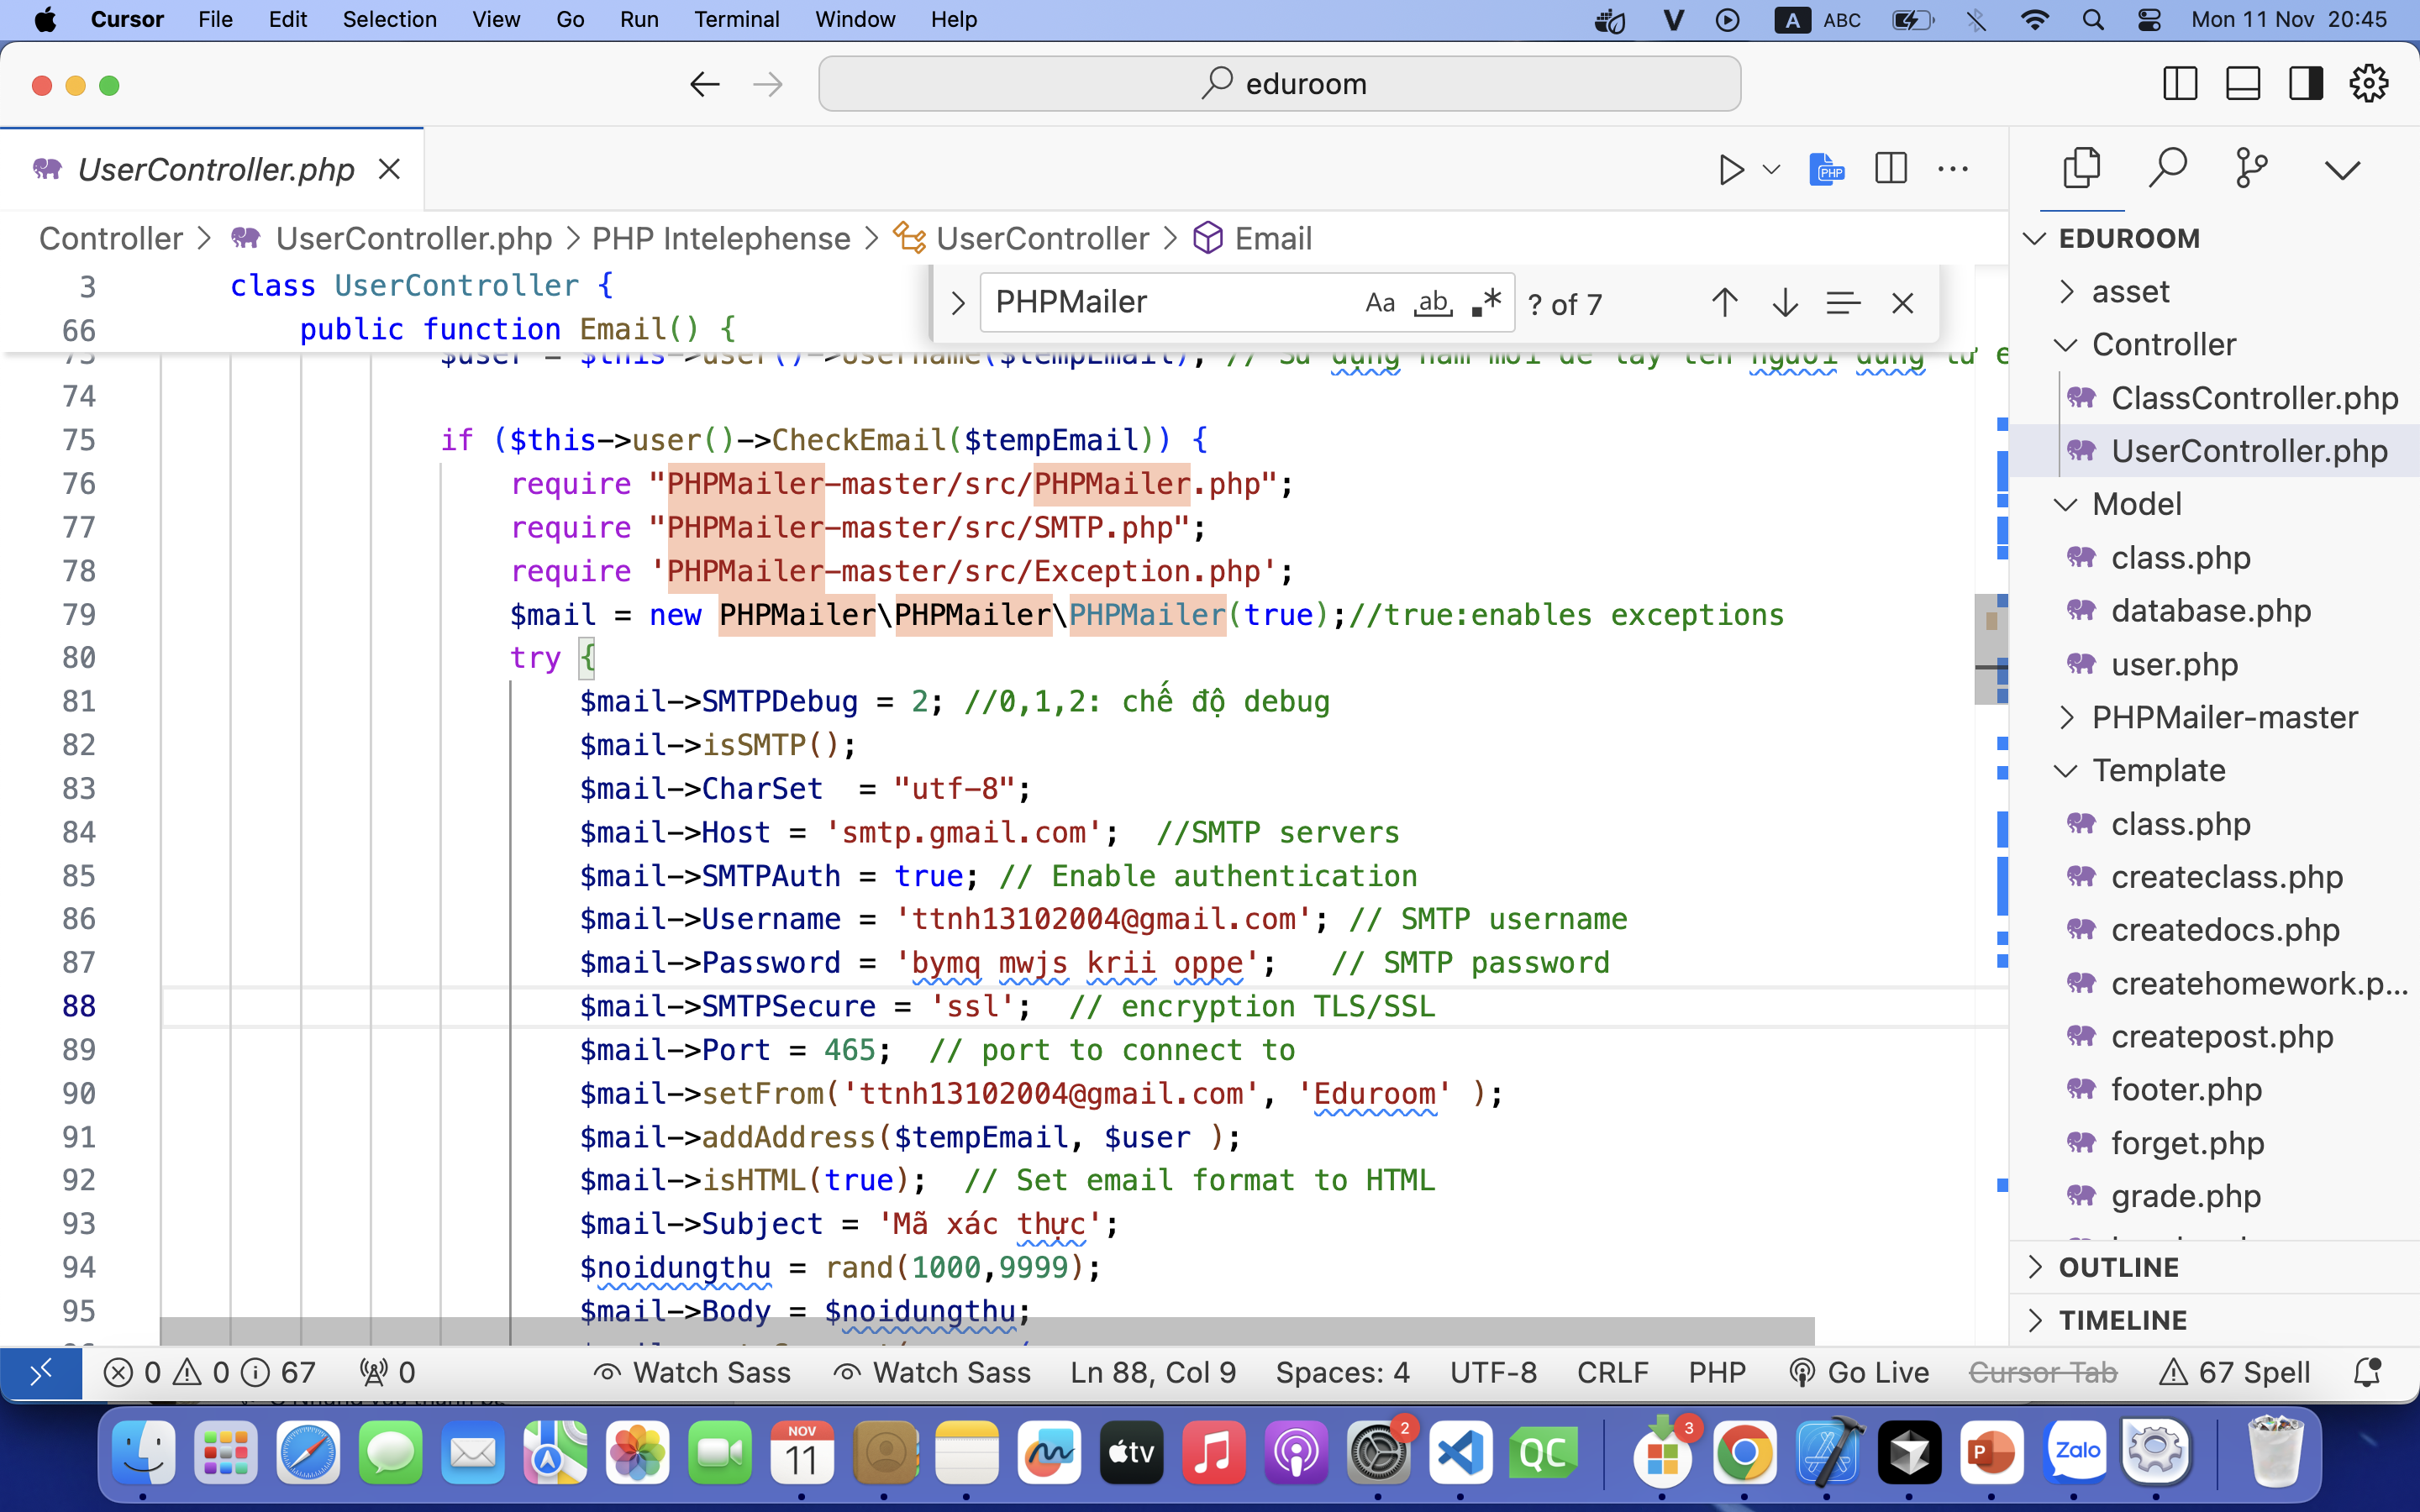 Cursor File Edit Selection View Go Run Terminal Window Help A ABC Mon 11 Nov 20:45
eduroom
UserController.php
PHP
Controller > UserController.php > PHP Intelephense > UserController > Email
PHPMailer Aa ab ? of 7
3 class UserController {
66 public function Email() {
$user = $this->user()->Username($tempEmail); // Sử dụng
74
75 if ($this->user()->CheckEmail($tempEmail)) {
76 require "PHPMailer-master/src/PHPMailer.php";
77 require "PHPMailer-master/src/SMTP.php";
78 require 'PHPMailer-master/src/Exception.php';
79 $mail = new PHPMailer\PHPMailer\PHPMailer(true);//true:enables exceptions
80 try {
81 $mail->SMTPDebug = 2; //0,1,2: chế độ debug
82 $mail->isSMTP();
83 $mail->CharSet  = "utf-8";
84 $mail->Host = 'smtp.gmail.com';  //SMTP servers
85 $mail->SMTPAuth = true; // Enable authentication
86 $mail->Username = 'ttnh13102004@gmail.com'; // SMTP username
87 $mail->Password = 'bymq mwjs krii oppe';   // SMTP password
88 $mail->SMTPSecure = 'ssl';  // encryption TLS/SSL
89 $mail->Port = 465;  // port to connect to
90 $mail->setFrom('ttnh13102004@gmail.com', 'Eduroom' );
91 $mail->addAddress($tempEmail, $user );
92 $mail->isHTML(true);  // Set email format to HTML
93 $mail->Subject = 'Mã xác thực';
94 $noidungthu = rand(1000,9999);
95 $mail->Body = $noidungthu;
EDUROOM
asset
Controller
ClassController.php
UserController.php
Model
class.php
database.php
user.php
PHPMailer-master
Template
class.php
createclass.php
createdocs.php
createhomework.p...
createpost.php
footer.php
forget.php
grade.php
OUTLINE
TIMELINE
0 0 67 0 Watch Sass Watch Sass Ln 88, Col 9 Spaces: 4 UTF-8 CRLF PHP Go Live Cursor Tab 67 Spell
NOV
11
tv
2
QC
3
P
Zalo